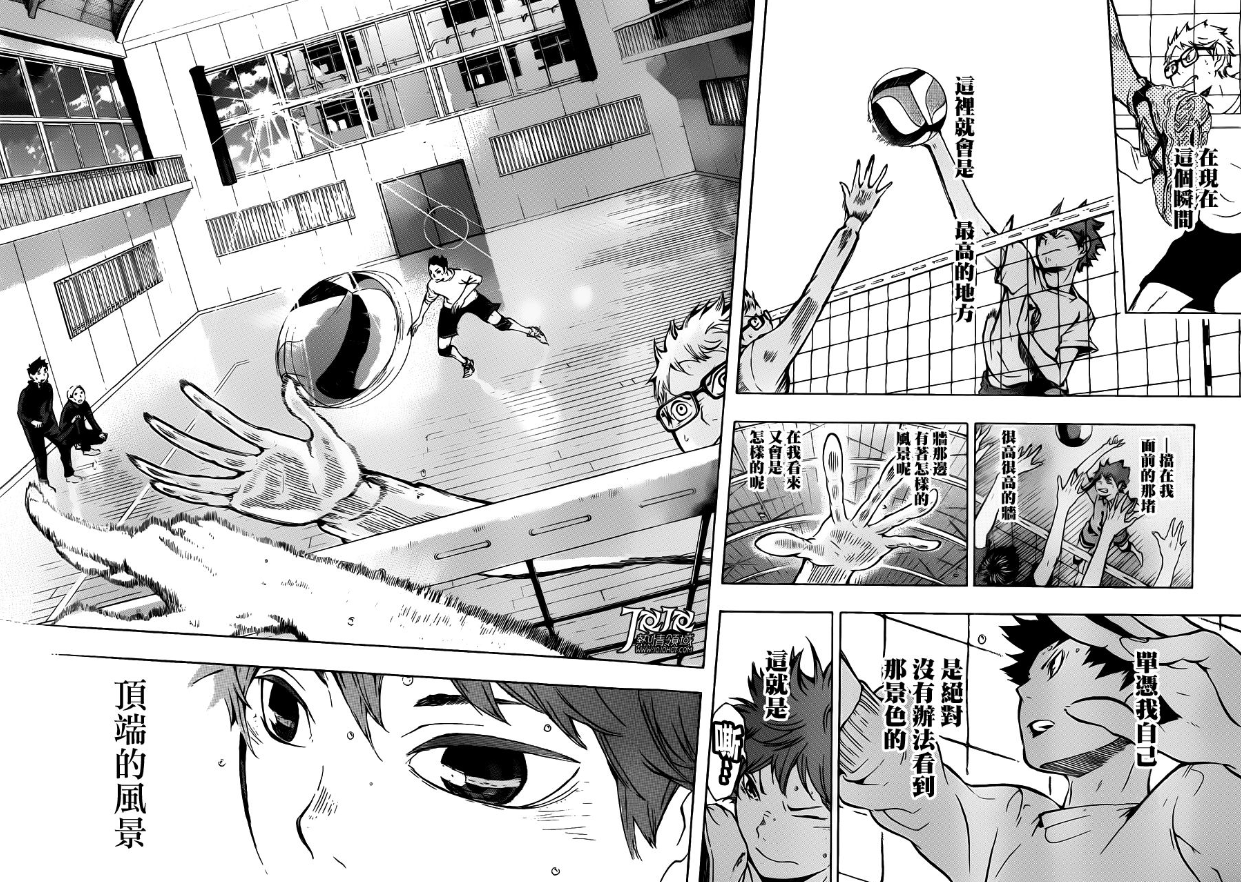 在現在
這個瞬間
這裡就會是
最高的地方
—擋在我
面前的那堵
很高很高的牆
牆那邊
有著怎樣的
風景呢
在我看來
又會是
怎樣的呢
單憑我自己
是絕對
沒有辦法看到
那景色的
這就是
頂端的風景